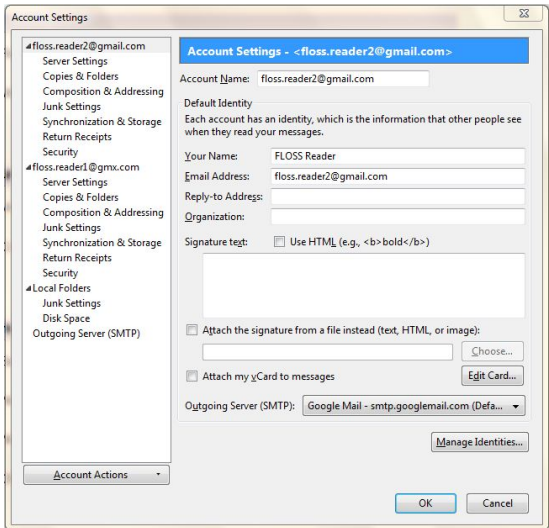 Account Settings
floss.reader2@gmail.com
Server Settings
Copies & Folders
Composition & Addressing
Junk Settings
Synchronization & Storage
Return Receipts
Security
floss.reader1@gmx.com
Server Settings
Copies & Folders
Composition & Addressing
Junk Settings
Synchronization & Storage
Return Receipts
Security
Local Folders
Junk Settings
Disk Space
Outgoing Server (SMTP)
Account Actions
Account Settings - <floss.reader2@gmail.com>
Account Name: floss.reader2@gmail.com
Default Identity
Each account has an identity, which is the information that other people see
when they read your messages.
Your Name: FLOSS Reader
Email Address: floss.reader2@gmail.com
Reply-to Address:
Organization:
Signature text: Use HTML (e.g., <b>bold</b>)
Attach the signature from a file instead (text, HTML, or image):
Choose...
Attach my vCard to messages Edit Card...
Outgoing Server (SMTP): Google Mail - smtp.googlemail.com (Defa...
Manage Identities...
OK Cancel